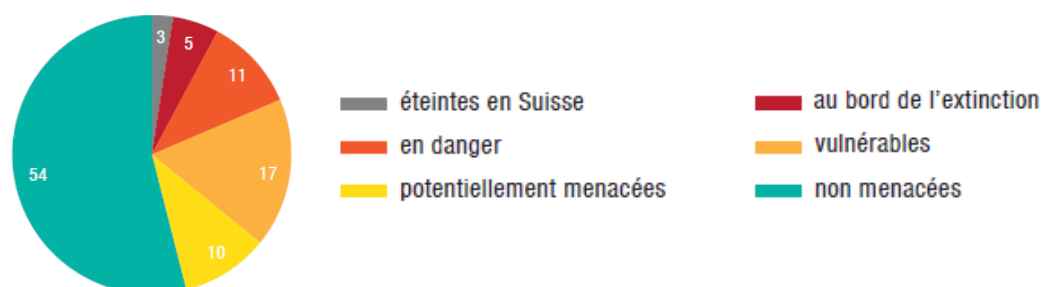 3
5
11
17
10
54
éteintes en Suisse
au bord de l'extinction
en danger
vulnérables
potentiellement menacées
non menacées